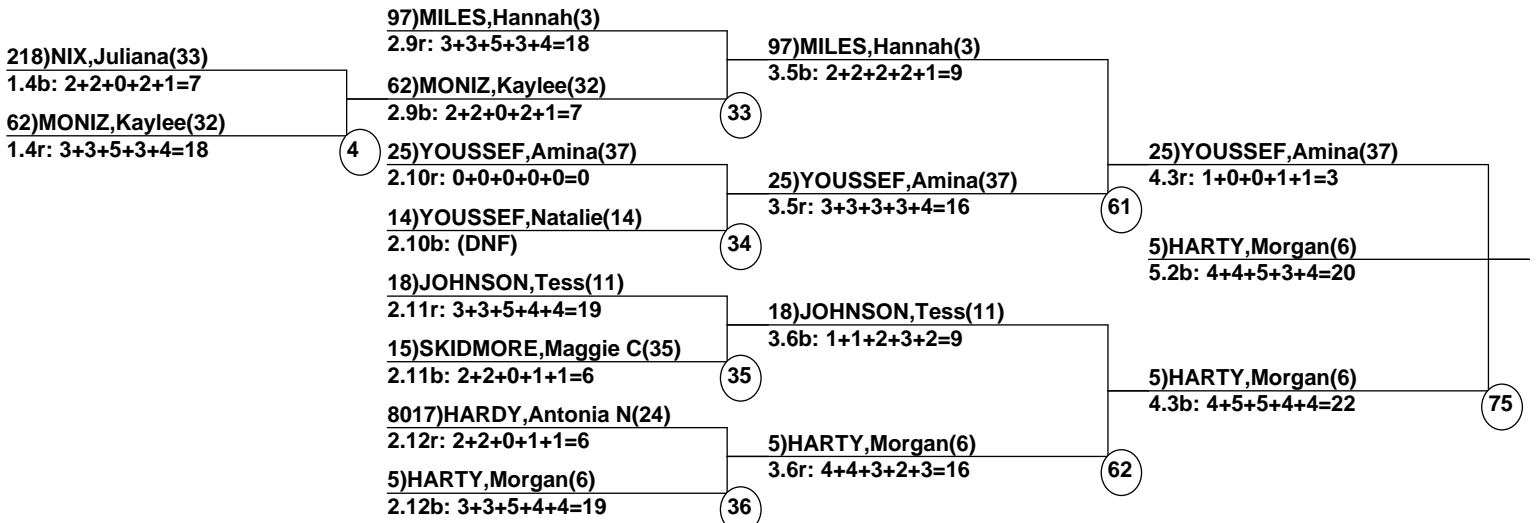 218)NIX,Juliana(33)
1.4b: 2+2+0+2+1=7
62)MONIZ,Kaylee(32)
1.4r: 3+3+5+3+4=18
4
97)MILES,Hannah(3)
2.9r: 3+3+5+3+4=18
62)MONIZ,Kaylee(32)
2.9b: 2+2+0+2+1=7
33
25)YOUSSEF,Amina(37)
2.10r: 0+0+0+0+0=0
14)YOUSSEF,Natalie(14)
2.10b: (DNF)
34
18)JOHNSON,Tess(11)
2.11r: 3+3+5+4+4=19
15)SKIDMORE,Maggie C(35)
2.11b: 2+2+0+1+1=6
35
8017)HARDY,Antonia N(24)
2.12r: 2+2+0+1+1=6
5)HARTY,Morgan(6)
2.12b: 3+3+5+4+4=19
36
97)MILES,Hannah(3)
3.5b: 2+2+2+2+1=9
25)YOUSSEF,Amina(37)
3.5r: 3+3+3+3+4=16
61
18)JOHNSON,Tess(11)
3.6b: 1+1+2+3+2=9
5)HARTY,Morgan(6)
3.6r: 4+4+3+2+3=16
62
25)YOUSSEF,Amina(37)
4.3r: 1+0+0+1+1=3
5)HARTY,Morgan(6)
5.2b: 4+4+5+3+4=20
5)HARTY,Morgan(6)
4.3b: 4+5+5+4+4=22
75